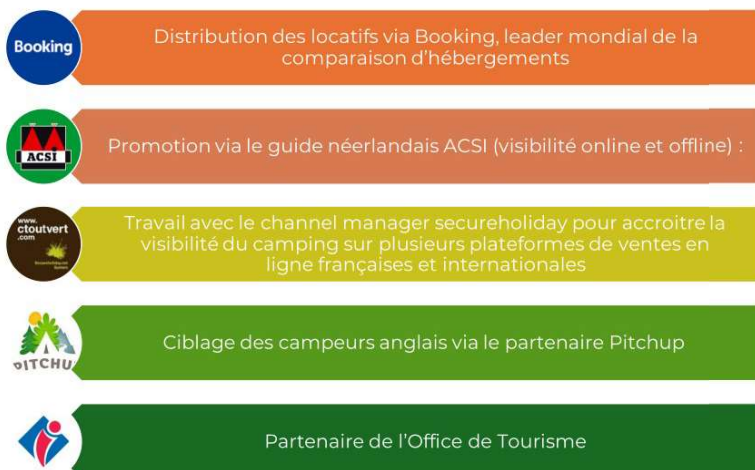 Booking
Distribution des locatifs via Booking, leader mondial de la
comparaison d'hébergements
ACSI
Promotion via le guide néerlandais ACSI (visibilité online et offline) :
www.
ctoutvert
.com
Travail avec le channel manager secureholiday pour accroitre la
visibilité du camping sur plusieurs plateformes de ventes en
ligne françaises et internationales
PITCHU
Ciblage des campeurs anglais via le partenaire Pitchup
Partenaire de l'Office de Tourisme